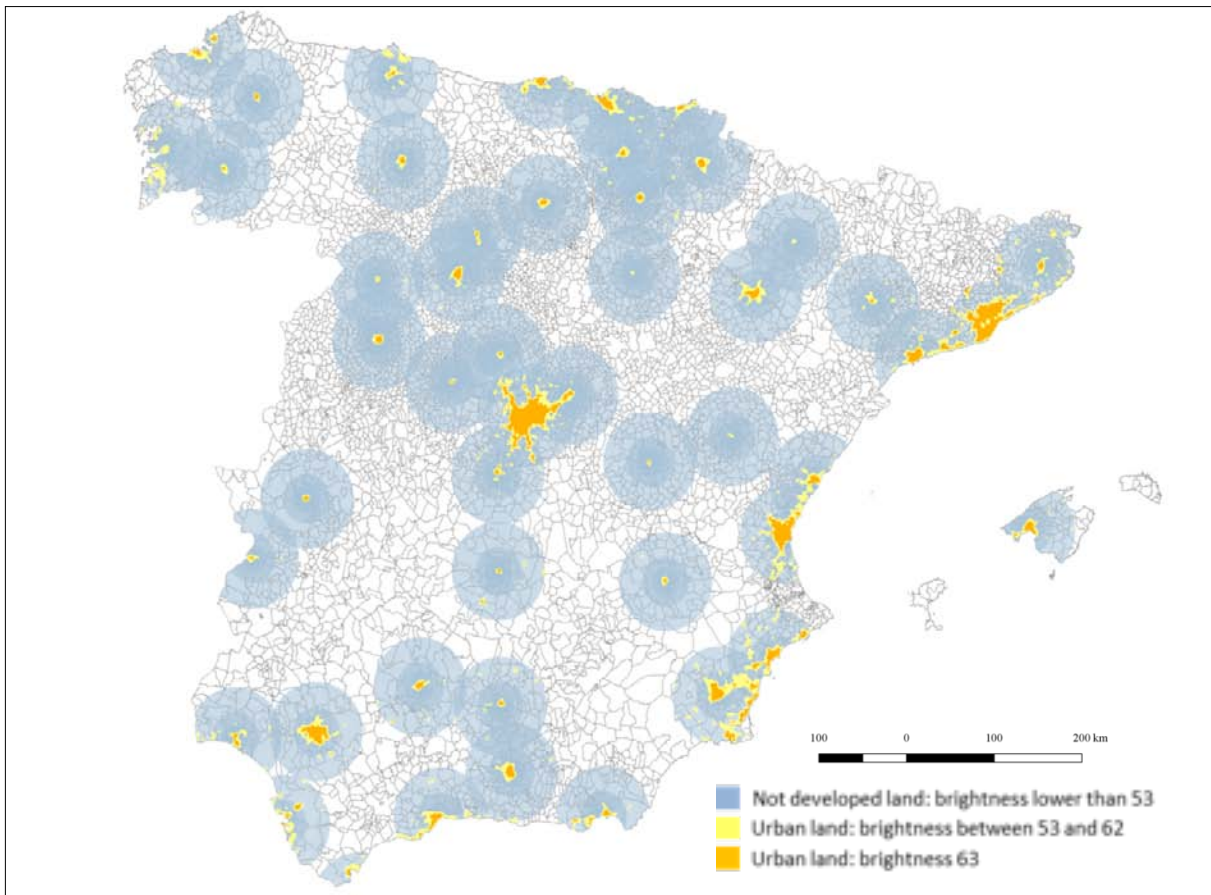 100 0 100 200 km
Not developed land: brightness lower than 53
Urban land: brightness between 53 and 62
Urban land: brightness 63